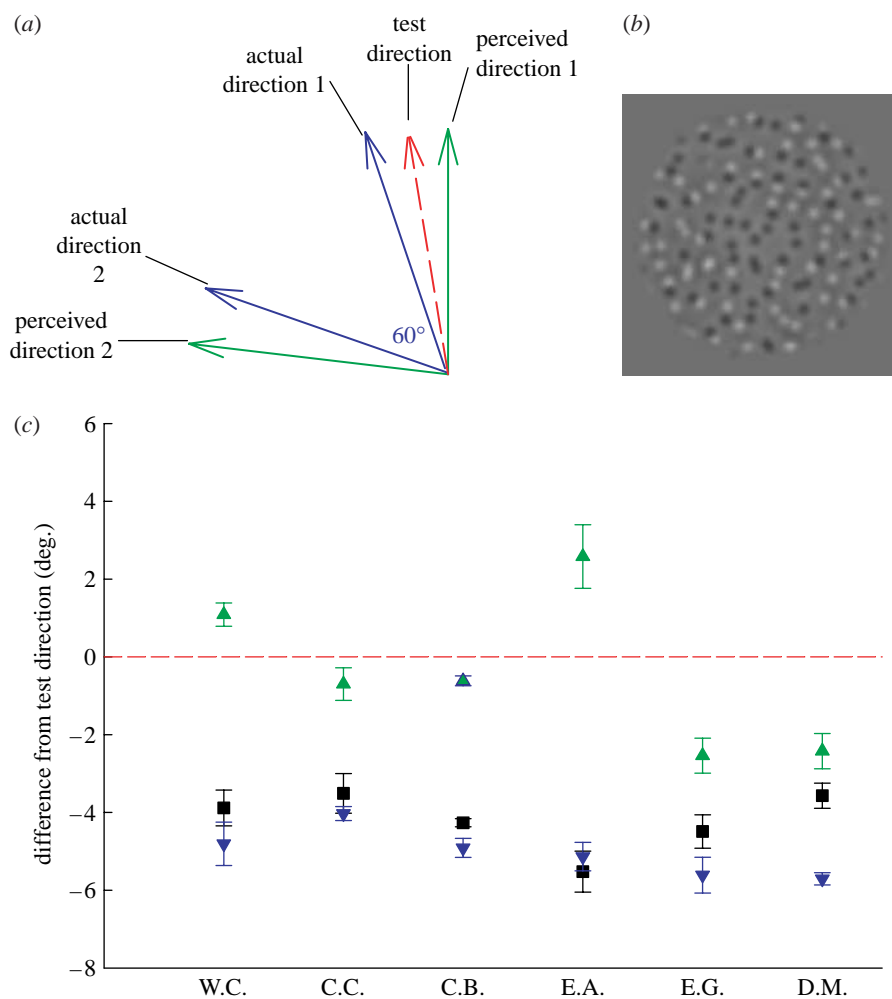 (a)
test
direction
perceived
direction 1
actual
direction 1
actual
direction
2
perceived
direction 2
60°
(b)
(c)
6
4
2
0
−2
−4
−6
−8
difference from test direction (deg.)
W.C. C.C. C.B. E.A. E.G. D.M.